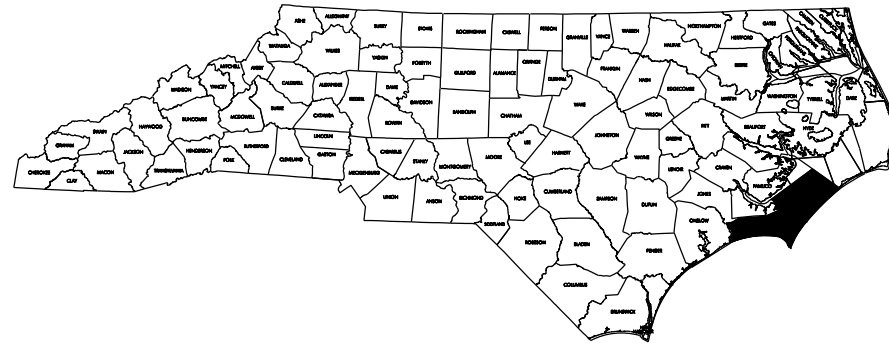 ASHE
ALLEGHANY
SURRY
STOKES
ROCKINGHAM
CASWELL
PERSON
GRANVILLE
VANCE
WARREN
NORTHAMPTON
GATES
HERTFORD
HALIFAX
WATAUGA
WILKES
YADKIN
FORSYTH
GUILFORD
ALAMANCE
ORANGE
DURHAM
FRANKLIN
NASH
EDGECOMBE
BERTIE
MARTIN
WASHINGTON
TYRRELL
DARE
MITCHELL
AVERY
YANCEY
MADISON
CALDWELL
ALEXANDER
IREDELL
DAVIE
DAVIDSON
RANDOLPH
CHATHAM
WAKE
WILSON
PITT
BEAUFORT
HYDE
BUNCOMBE
MCDOWELL
BURKE
CATAWBA
ROWAN
HAYWOOD
SWAIN
GRAHAM
CHEROKEE
CLAY
MACON
JACKSON
TRANSYLVANIA
HENDERSON
POLK
RUTHERFORD
CLEVELAND
LINCOLN
GASTON
MECKLENBURG
CABARRUS
STANLY
MONTGOMERY
MOORE
LEE
HARNETT
JOHNSTON
WAYNE
GREENE
LENOIR
CRAVEN
PAMLICO
JONES
UNION
ANSON
RICHMOND
SCOTLAND
HOKE
CUMBERLAND
SAMPSON
DUPLIN
ONSLOW
ROBESON
BLADEN
PENDER
COLUMBUS
BRUNSWICK